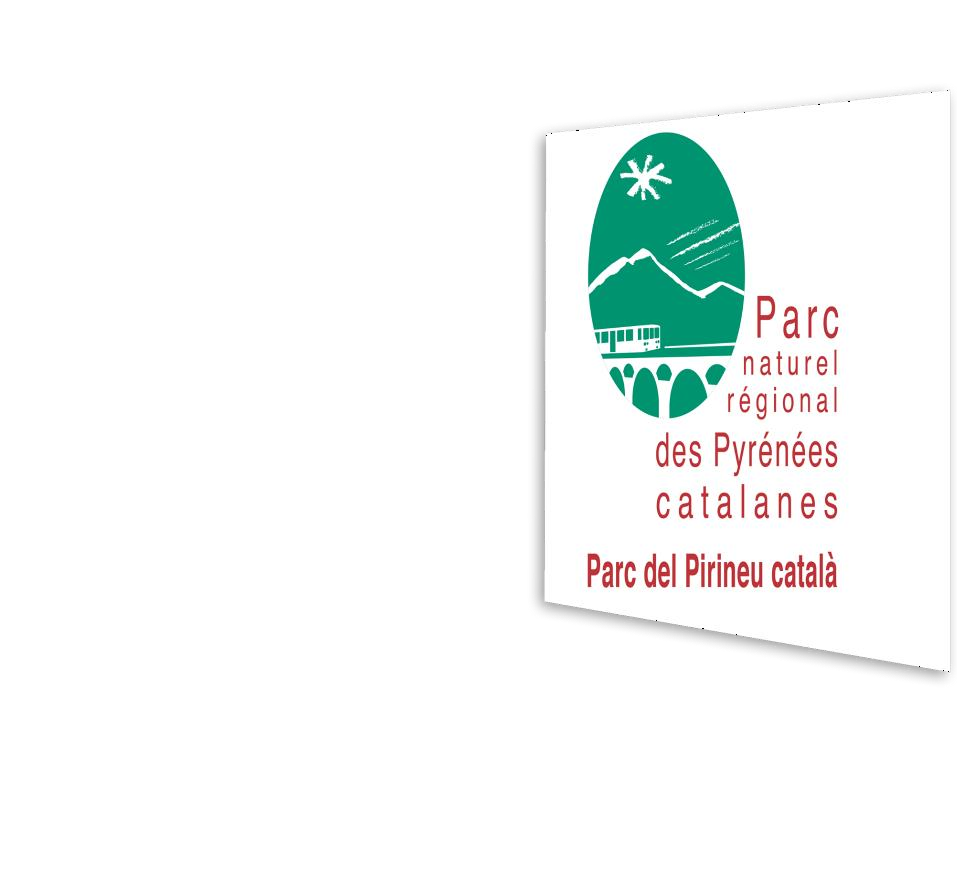 Parc
naturel
régional
des Pyrénées
catalanes
Parc del Pirineu català